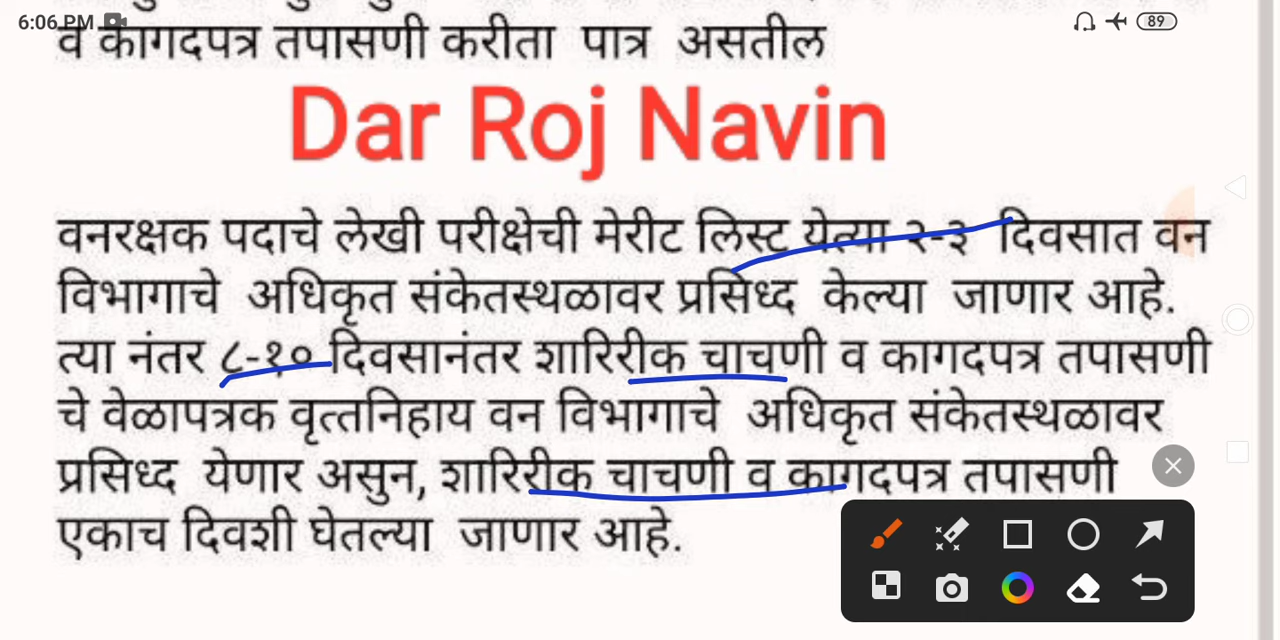 6:06 PM 89
व कागदपत्र तपासणी करीता पात्र असतील
Dar Roj Navin
वनरक्षक पदाचे लेखी परीक्षेची मेरीट लिस्ट येत्या २-३ दिवसात वन
विभागाचे अधिकृत संकेतस्थळावर प्रसिध्द केल्या जाणार आहे.
त्या नंतर ८-१० दिवसानंतर शारिरीक चाचणी व कागदपत्र तपासणी
चे वेळापत्रक वृत्तनिहाय वन विभागाचे अधिकृत संकेतस्थळावर
प्रसिध्द येणार असुन, शारिरीक चाचणी व कागदपत्र तपासणी
एकाच दिवशी घेतल्या जाणार आहे.